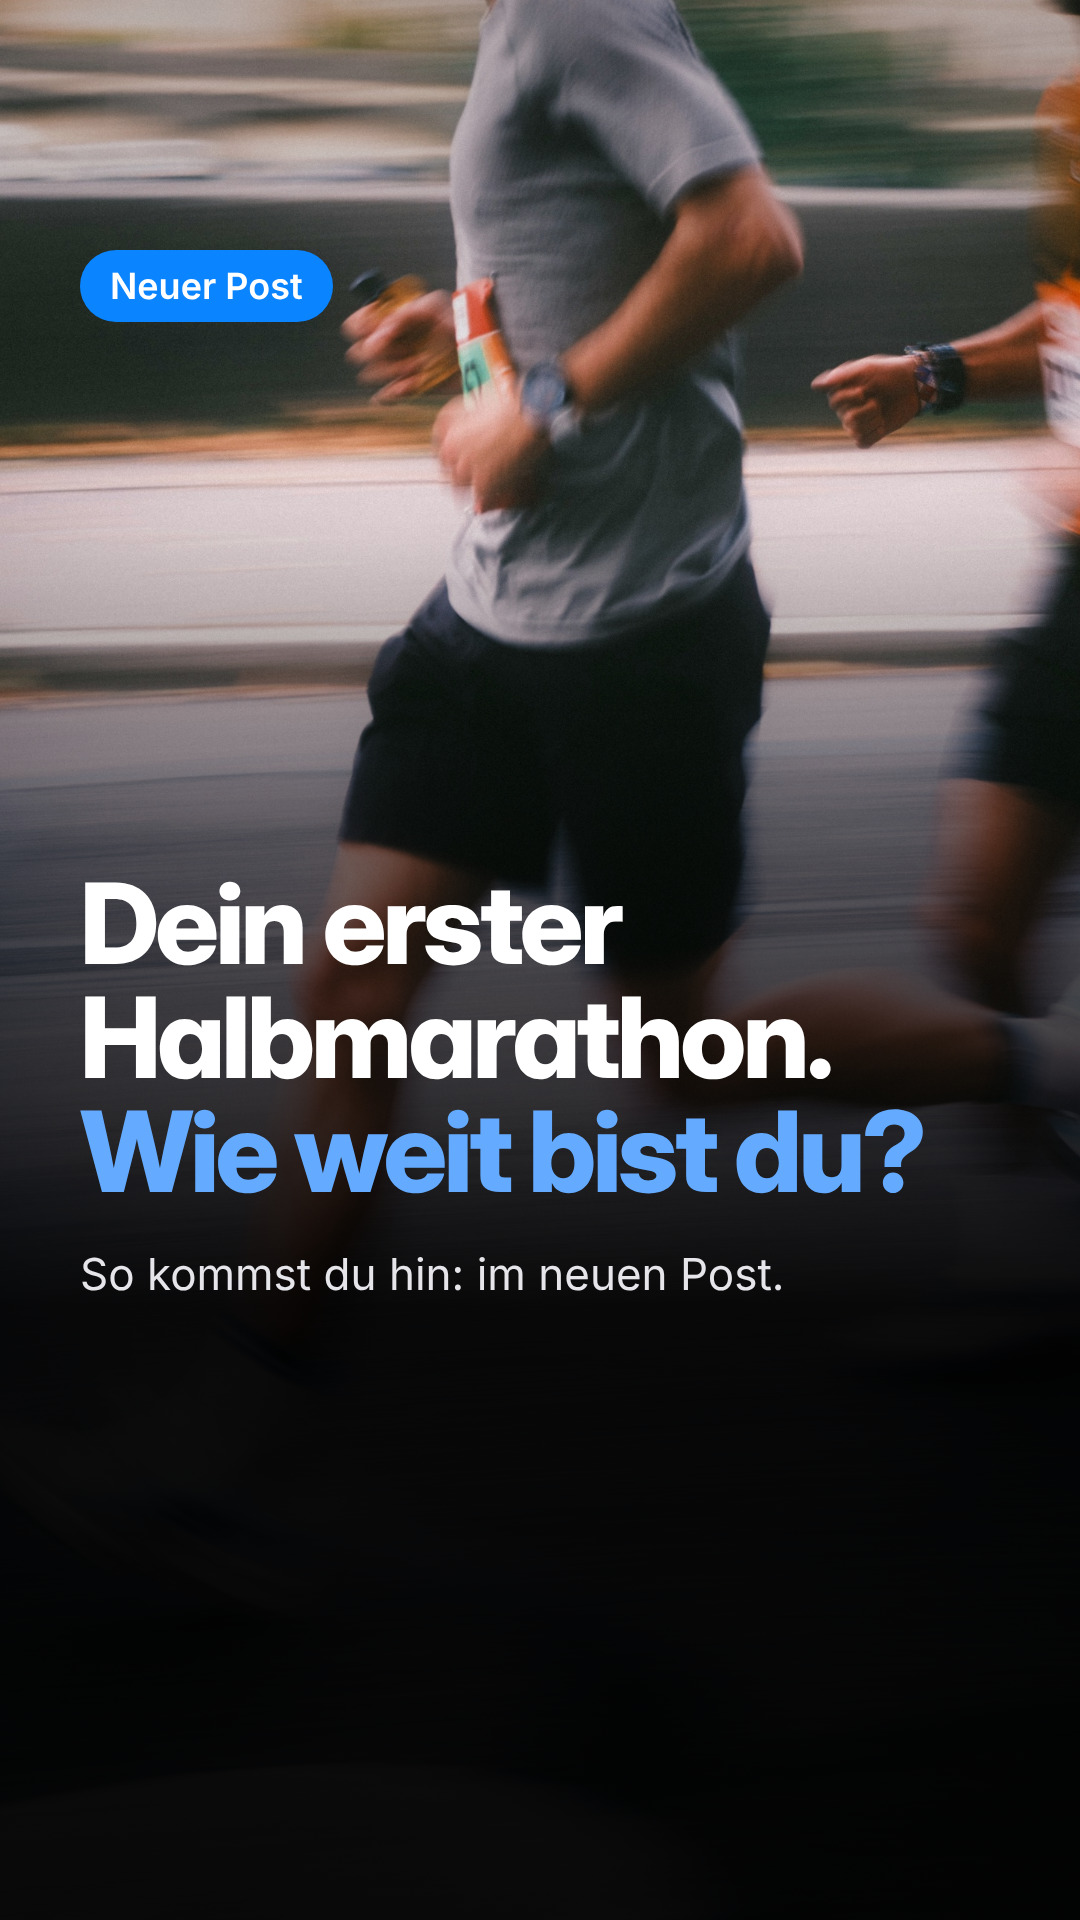 Neuer Post
Dein erster
Halbmarathon.
Wie weit bist du?
So kommst du hin: im neuen Post.